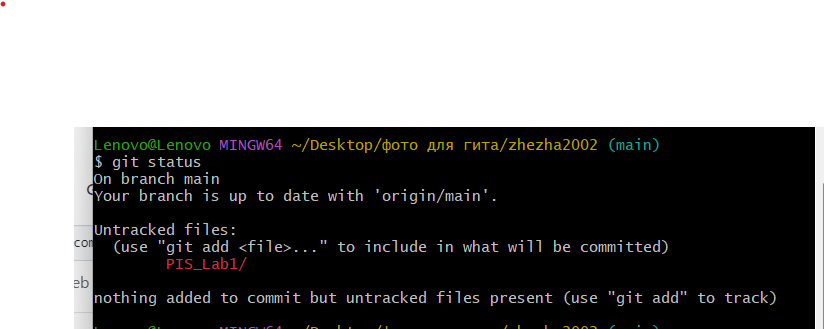 Lenovo@Lenovo MINGW64 ~/Desktop/фото для гита/zhezha2002 (main)
$ git status
On branch main
Your branch is up to date with 'origin/main'.
Untracked files:
com
(use "git add <file>..." to include in what will be committed)
PIS_Lab1/
eb
nothing added to commit but untracked files present (use "git add" to track)